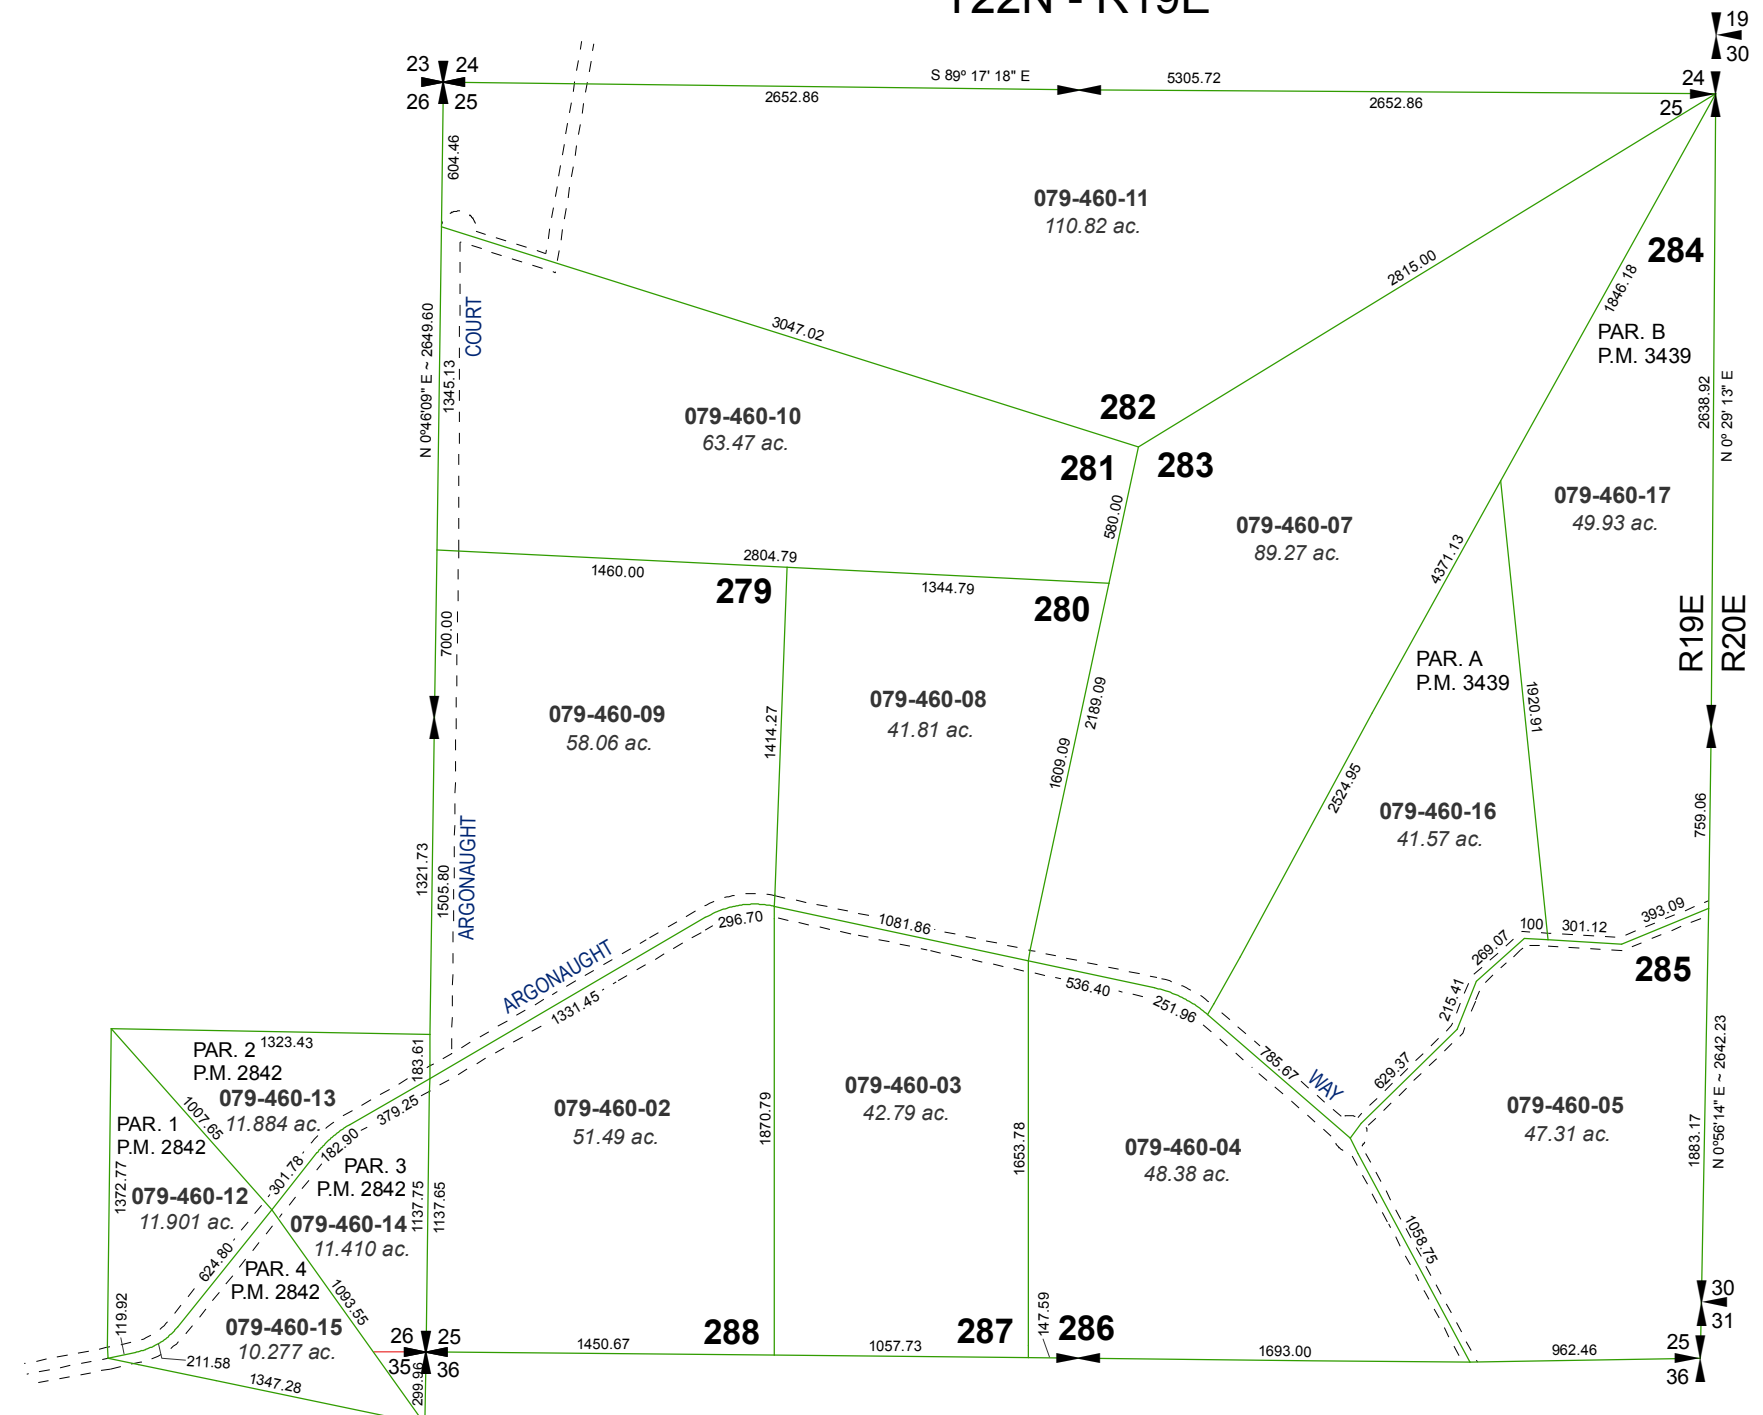 T22N - R19E
19
30
23 24
26 25
S 89º 17' 18" E
5305.72
2652.86
2652.86
24
25
604.46
079-460-11
110.82 ac.
284
2815.00
1846.18
PAR. B
P.M. 3439
COURT
3047.02
N 0º46'09" E ~ 2649.60
1345.13
2638.92
N 0º 29' 13" E
079-460-10
63.47 ac.
282
281
283
580.00
079-460-07
89.27 ac.
079-460-17
49.93 ac.
4371.13
2804.79
1460.00
1344.79
279
280
R19E
R20E
700.00
PAR. A
P.M. 3439
1920.91
079-460-09
58.06 ac.
079-460-08
41.81 ac.
1414.27
2189.09
1609.09
2524.95
079-460-16
41.57 ac.
759.06
1321.73
1505.80
ARGONAUGHT
296.70
1081.86
100
301.12
393.09
269.07
285
ARGONAUGHT
1331.45
536.40
251.96
215.41
PAR. 2
P.M. 2842
1323.43
183.61
079-460-13
11.884 ac.
1007.65
379.25
182.90
785.67
WAY
629.37
N 0º56'14" E ~ 2642.23
1883.17
PAR. 1
P.M. 2842
079-460-02
51.49 ac.
1870.79
079-460-03
42.79 ac.
1653.78
079-460-04
48.38 ac.
079-460-05
47.31 ac.
1372.77
301.78
PAR. 3
P.M. 2842
079-460-12
11.901 ac.
079-460-14
11.410 ac.
1137.75
1137.65
624.80
PAR. 4
P.M. 2842
1093.55
1058.75
119.92
079-460-15
10.277 ac.
211.58
1347.28
26 25
35 36
299.96
1450.67
288
1057.73
287
147.59
286
1693.00
962.46
30
31
25
36